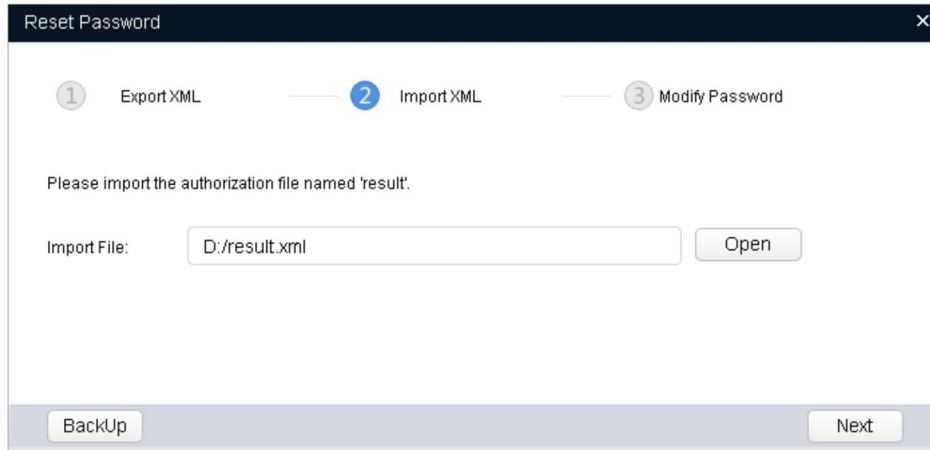 Reset Password ×
1 Export XML 2 Import XML 3 Modify Password
Please import the authorization file named 'result'.
Import File: D:/result.xml Open
BackUp Next